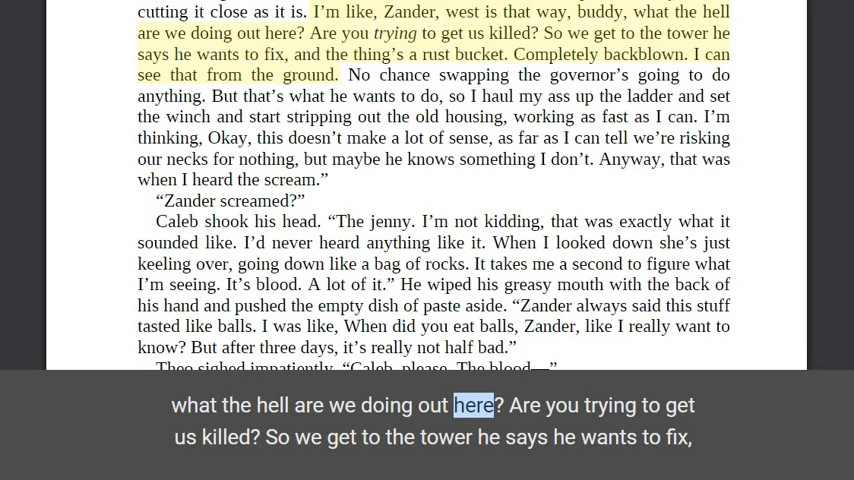 cutting it close as it is. I’m like, Zander, west is that way, buddy, what the hell
are we doing out here? Are you trying to get us killed? So we get to the tower he
says he wants to fix, and the thing’s a rust bucket. Completely backblown. I can
see that from the ground. No chance swapping the governor’s going to do
anything. But that’s what he wants to do, so I haul my ass up the ladder and set
the winch and start stripping out the old housing, working as fast as I can. I’m
thinking, Okay, this doesn’t make a lot of sense, as far as I can tell we’re risking
our necks for nothing, but maybe he knows something I don’t. Anyway, that was
when I heard the scream.”
“Zander screamed?”
Caleb shook his head. “The jenny. I’m not kidding, that was exactly what it
sounded like. I’d never heard anything like it. When I looked down she’s just
keeling over, going down like a bag of rocks. It takes me a second to figure what
I’m seeing. It’s blood. A lot of it.” He wiped his greasy mouth with the back of
his hand and pushed the empty dish of paste aside. “Zander always said this stuff
tasted like balls. I was like, When did you eat balls, Zander, like I really want to
know? But after three days, it’s really not half bad.”
Theo sighed impatiently. “Caleb, please. The blood—”
what the hell are we doing out here? Are you trying to get
us killed? So we get to the tower he says he wants to fix,